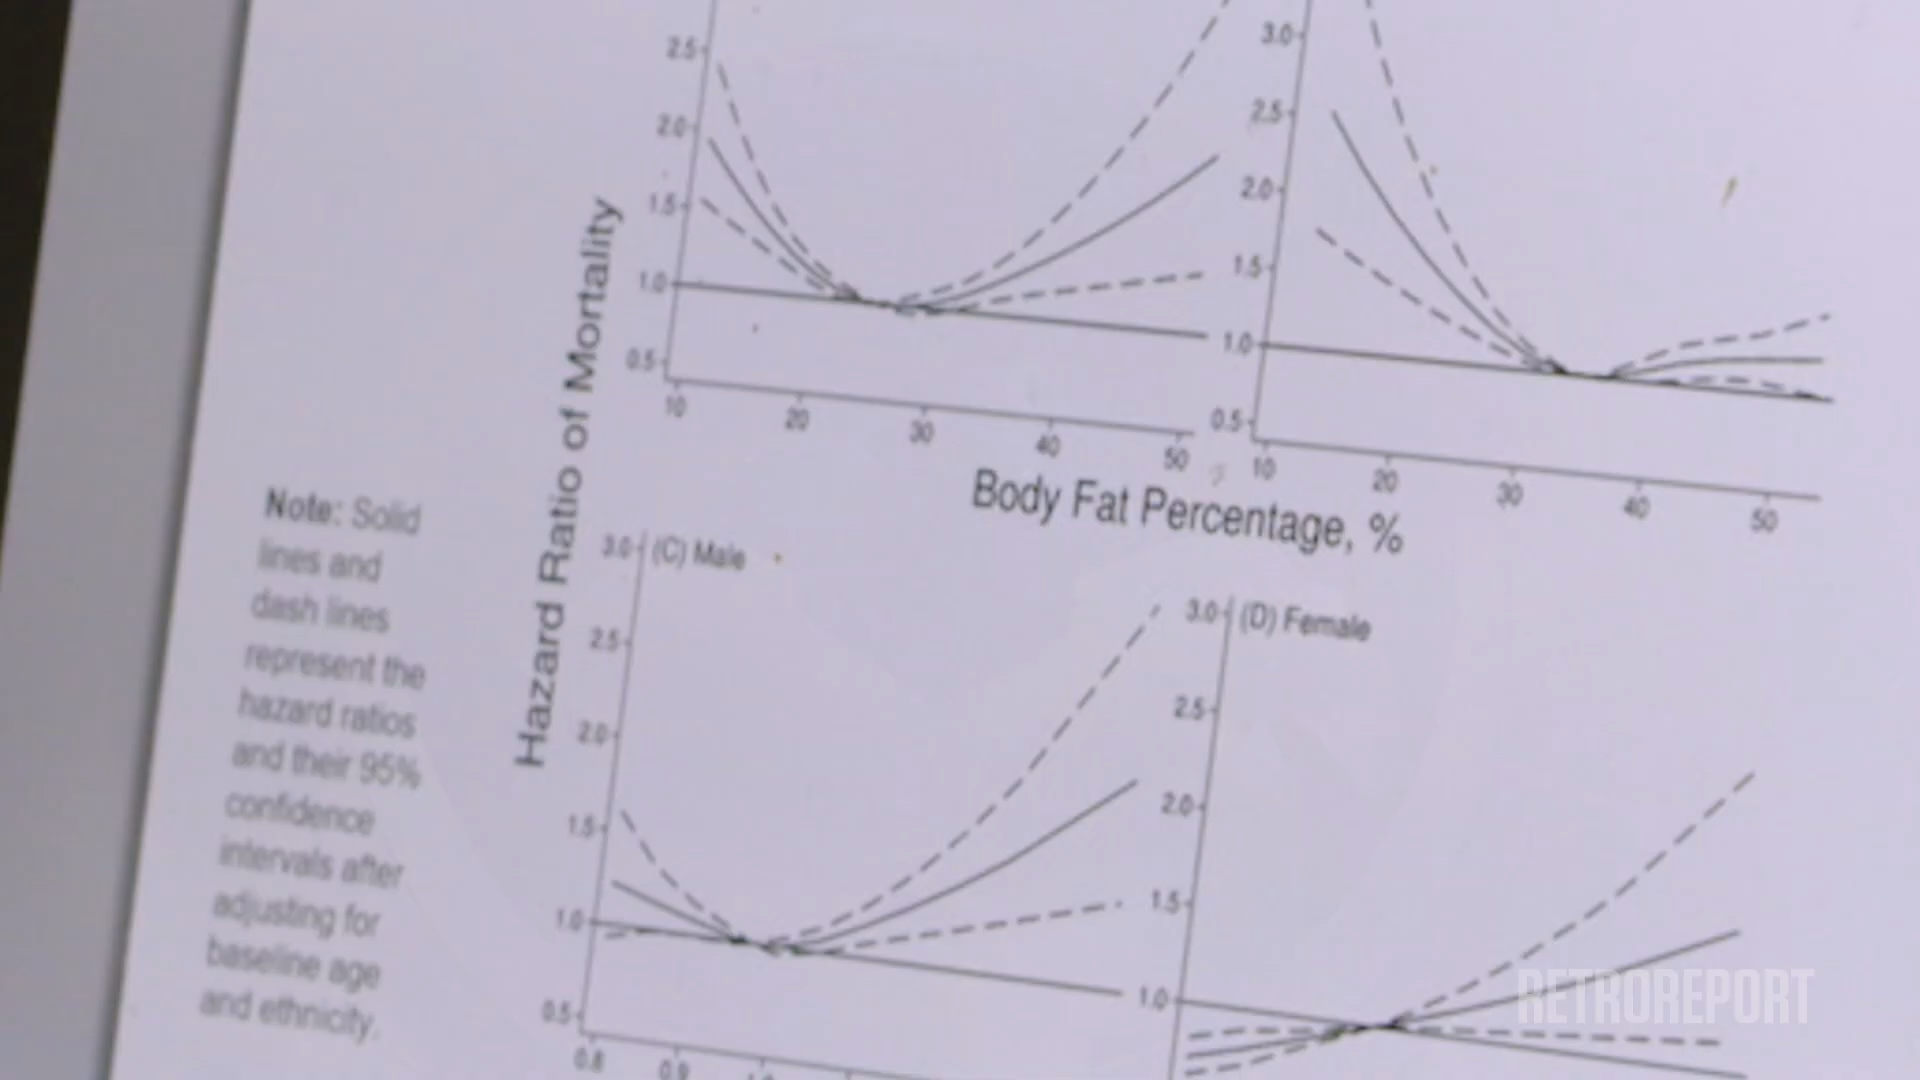 2.5
2.0
1.5
1.0
0.5
10 20 30 40 50
3.0
2.5
2.0
1.5
1.0
0.5
10 20 30 40 50
Hazard Ratio of Mortality
Body Fat Percentage, %
Note: Solid
lines and
dash lines
represent the
hazard ratios
and their 95%
confidence
intervals after
adjusting for
baseline age
and ethnicity.
(C) Male
3.0
2.5
2.0
1.5
1.0
0.5
0.8 0.9
(D) Female
3.0
2.5
2.0
1.5
1.0
RETROREPORT